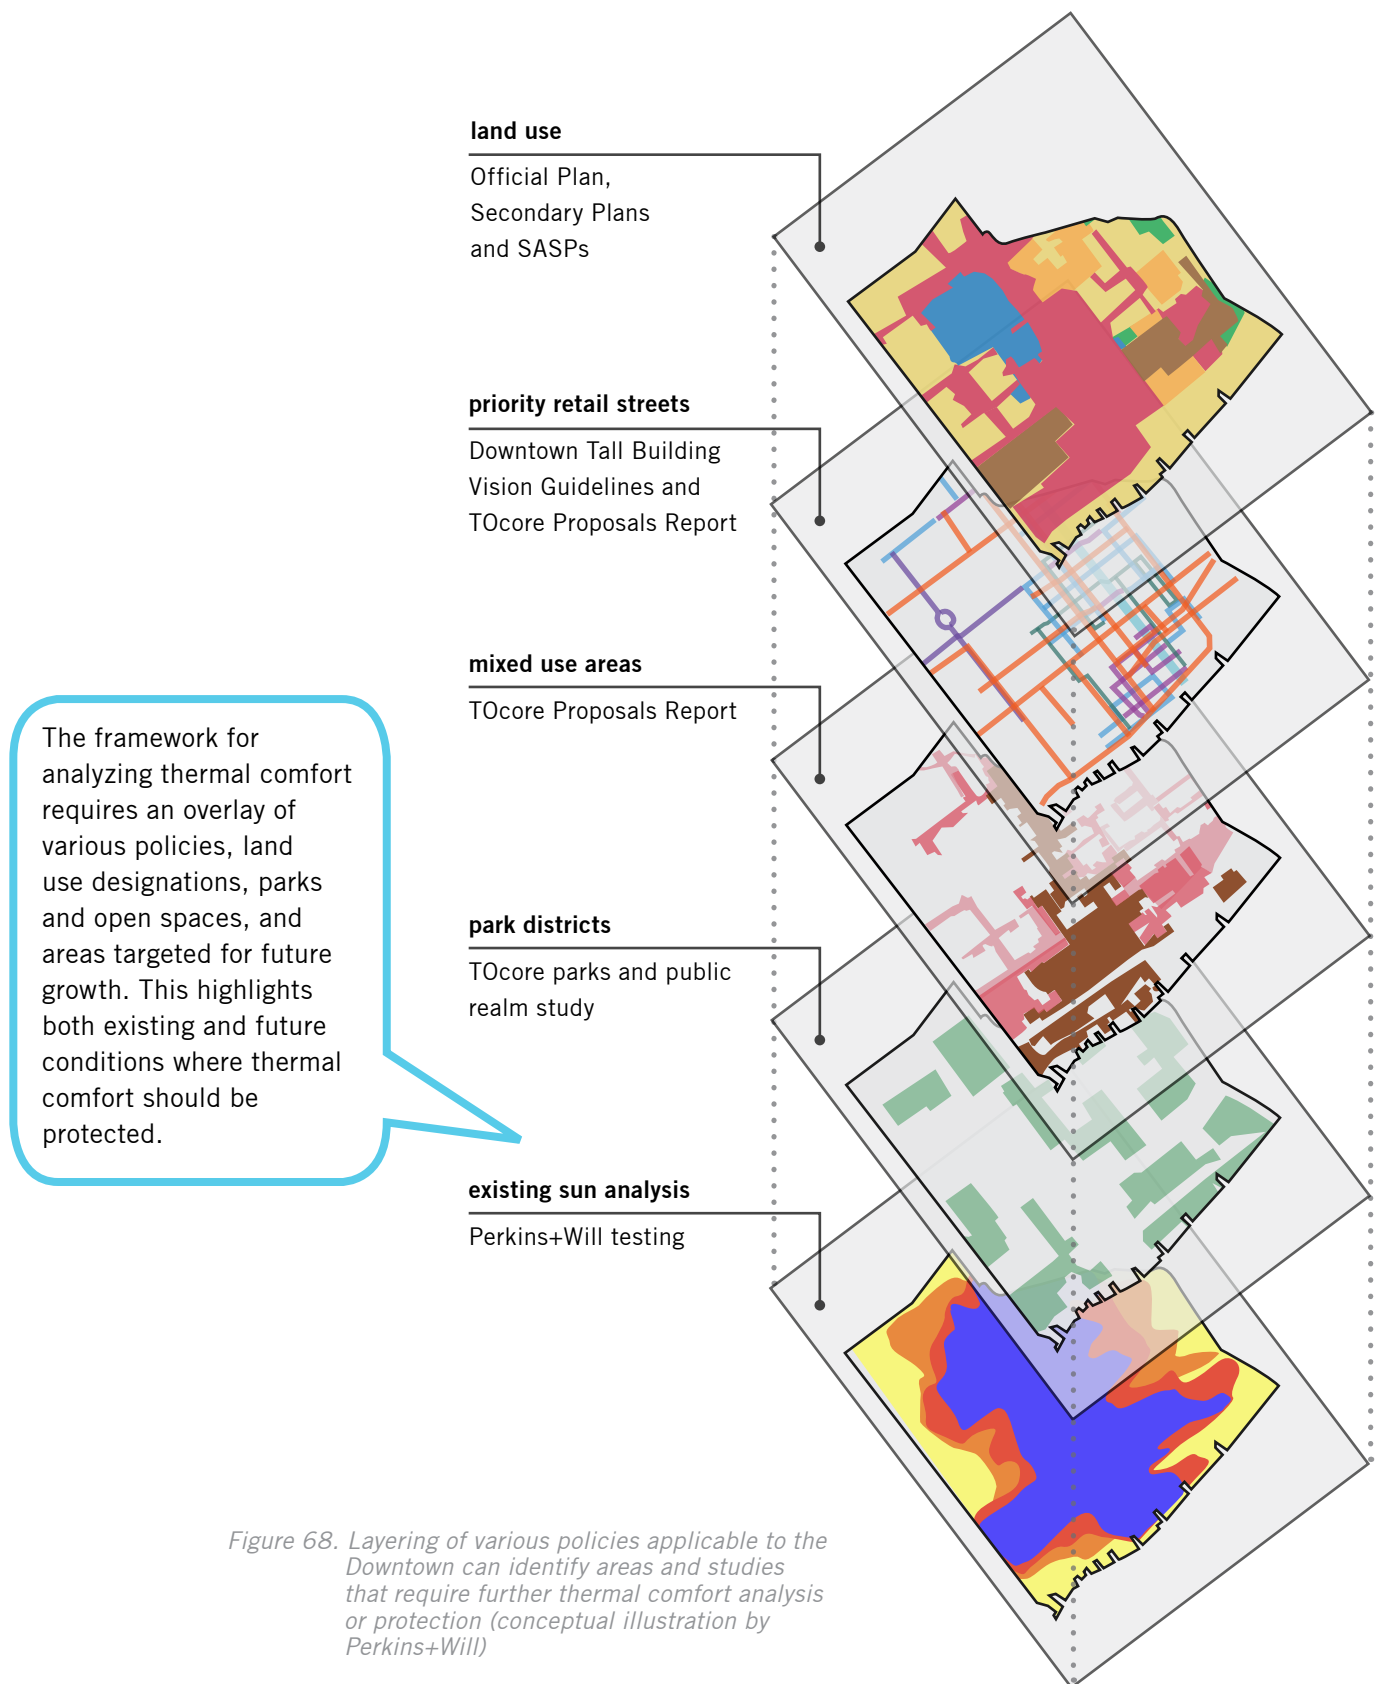 land use
Official Plan,
Secondary Plans
and SASPs
priority retail streets
Downtown Tall Building
Vision Guidelines and
TOcore Proposals Report
mixed use areas
TOcore Proposals Report
The framework for
analyzing thermal comfort
requires an overlay of
various policies, land
use designations, parks
and open spaces, and
areas targeted for future
growth. This highlights
both existing and future
conditions where thermal
comfort should be
protected.
park districts
TOcore parks and public
realm study
existing sun analysis
Perkins+Will testing
Figure 68. Layering of various policies applicable to the
Downtown can identify areas and studies
that require further thermal comfort analysis
or protection (conceptual illustration by
Perkins+Will)